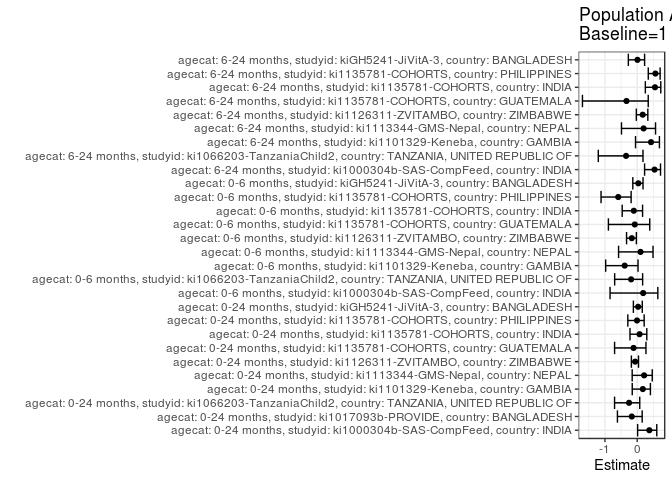 Population A
Baseline=1
agecat: 6-24 months, studyid: kiGH5241-JiVitA-3, country: BANGLADESH
agecat: 6-24 months, studyid: ki1135781-COHORTS, country: PHILIPPINES
agecat: 6-24 months, studyid: ki1135781-COHORTS, country: INDIA
agecat: 6-24 months, studyid: ki1135781-COHORTS, country: GUATEMALA
agecat: 6-24 months, studyid: ki1126311-ZVITAMBO, country: ZIMBABWE
agecat: 6-24 months, studyid: ki1113344-GMS-Nepal, country: NEPAL
agecat: 6-24 months, studyid: ki1101329-Keneba, country: GAMBIA
agecat: 6-24 months, studyid: ki1066203-TanzaniaChild2, country: TANZANIA, UNITED REPUBLIC OF
agecat: 6-24 months, studyid: ki1000304b-SAS-CompFeed, country: INDIA
agecat: 0-6 months, studyid: kiGH5241-JiVitA-3, country: BANGLADESH
agecat: 0-6 months, studyid: ki1135781-COHORTS, country: PHILIPPINES
agecat: 0-6 months, studyid: ki1135781-COHORTS, country: INDIA
agecat: 0-6 months, studyid: ki1135781-COHORTS, country: GUATEMALA
agecat: 0-6 months, studyid: ki1126311-ZVITAMBO, country: ZIMBABWE
agecat: 0-6 months, studyid: ki1113344-GMS-Nepal, country: NEPAL
agecat: 0-6 months, studyid: ki1101329-Keneba, country: GAMBIA
agecat: 0-6 months, studyid: ki1066203-TanzaniaChild2, country: TANZANIA, UNITED REPUBLIC OF
agecat: 0-6 months, studyid: ki1000304b-SAS-CompFeed, country: INDIA
agecat: 0-24 months, studyid: kiGH5241-JiVitA-3, country: BANGLADESH
agecat: 0-24 months, studyid: ki1135781-COHORTS, country: PHILIPPINES
agecat: 0-24 months, studyid: ki1135781-COHORTS, country: INDIA
agecat: 0-24 months, studyid: ki1135781-COHORTS, country: GUATEMALA
agecat: 0-24 months, studyid: ki1126311-ZVITAMBO, country: ZIMBABWE
agecat: 0-24 months, studyid: ki1113344-GMS-Nepal, country: NEPAL
agecat: 0-24 months, studyid: ki1101329-Keneba, country: GAMBIA
agecat: 0-24 months, studyid: ki1066203-TanzaniaChild2, country: TANZANIA, UNITED REPUBLIC OF
agecat: 0-24 months, studyid: ki1017093b-PROVIDE, country: BANGLADESH
agecat: 0-24 months, studyid: ki1000304b-SAS-CompFeed, country: INDIA
-1 0
Estimate